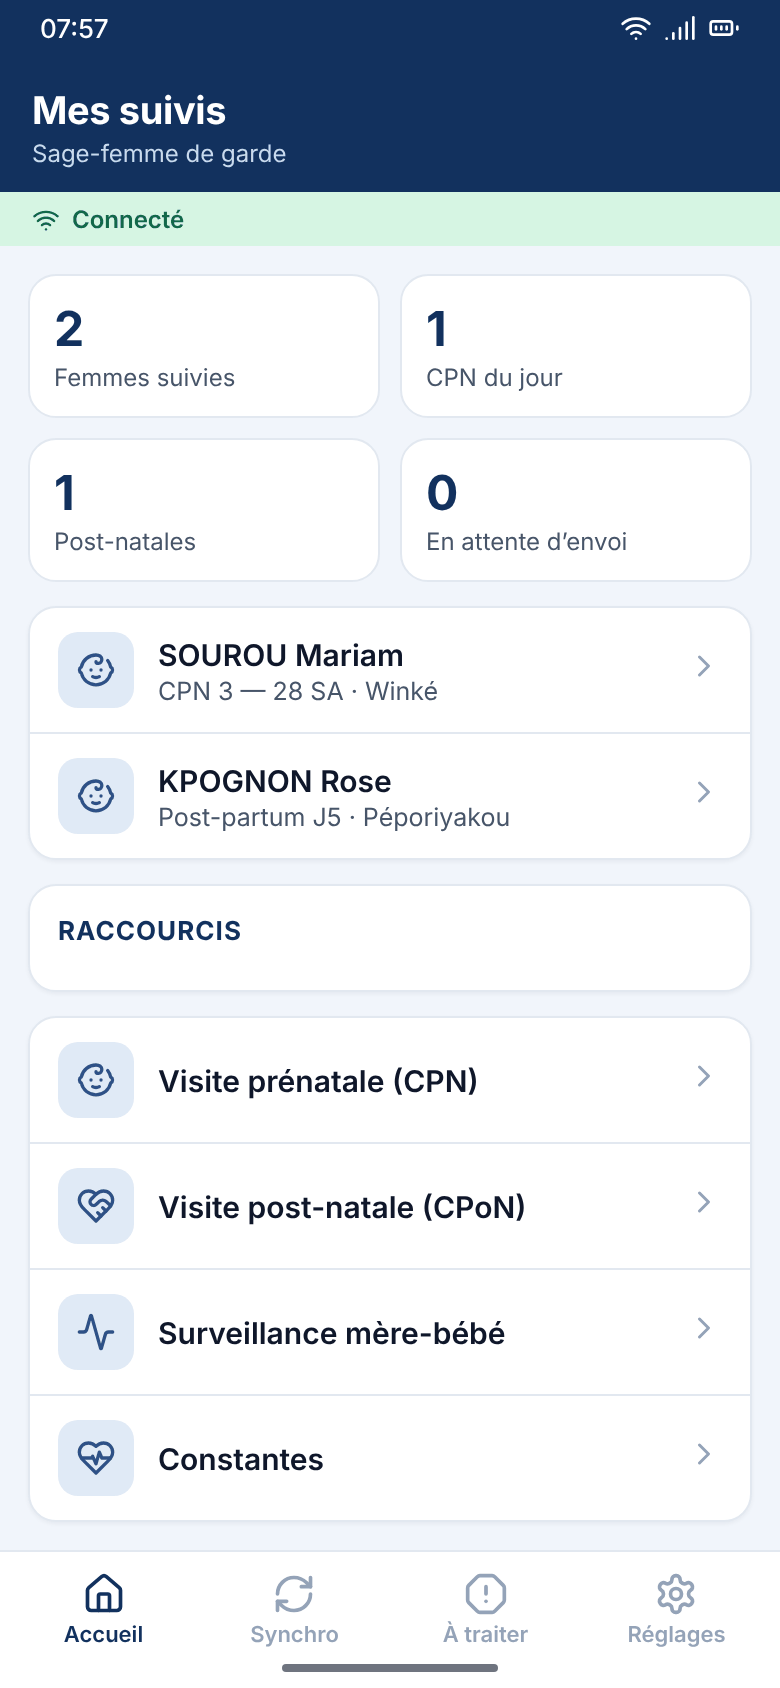 07:57
Mes suivis
Sage-femme de garde
Connecté
2
Femmes suivies
1
CPN du jour
1
Post-natales
0
En attente d’envoi
SOUROU Mariam
CPN 3 — 28 SA · Winké
KPOGNON Rose
Post-partum J5 · Péporiyakou
RACCOURCIS
Visite prénatale (CPN)
Visite post-natale (CPoN)
Surveillance mère-bébé
Constantes
Accueil
Synchro
À traiter
Réglages